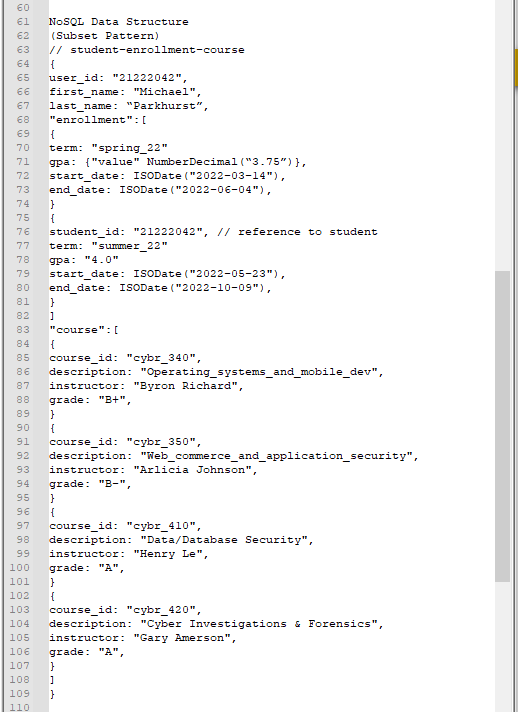 60
61 NoSQL Data Structure
62 (Subset Pattern)
63 // student-enrollment-course
64 {
65 user_id: "21222042",
66 first_name: "Michael",
67 last_name: “Parkhurst”,
68 "enrollment":[
69 {
70 term: "spring_22"
71 gpa: {"value" NumberDecimal(“3.75”)},
72 start_date: ISODate("2022-03-14"),
73 end_date: ISODate("2022-06-04"),
74 }
75 {
76 student_id: "21222042", // reference to student
77 term: "summer_22"
78 gpa: "4.0"
79 start_date: ISODate("2022-05-23"),
80 end_date: ISODate("2022-10-09"),
81 }
82 ]
83 "course":[
84 {
85 course_id: "cybr_340",
86 description: "Operating_systems_and_mobile_dev",
87 instructor: "Byron Richard",
88 grade: "B+",
89 }
90 {
91 course_id: "cybr_350",
92 description: "Web_commerce_and_application_security",
93 instructor: "Arlicia Johnson",
94 grade: "B-",
95 }
96 {
97 course_id: "cybr_410",
98 description: "Data/Database Security",
99 instructor: "Henry Le",
100 grade: "A",
101 }
102 {
103 course_id: "cybr_420",
104 description: "Cyber Investigations & Forensics",
105 instructor: "Gary Amerson",
106 grade: "A",
107 }
108 ]
109 }
110